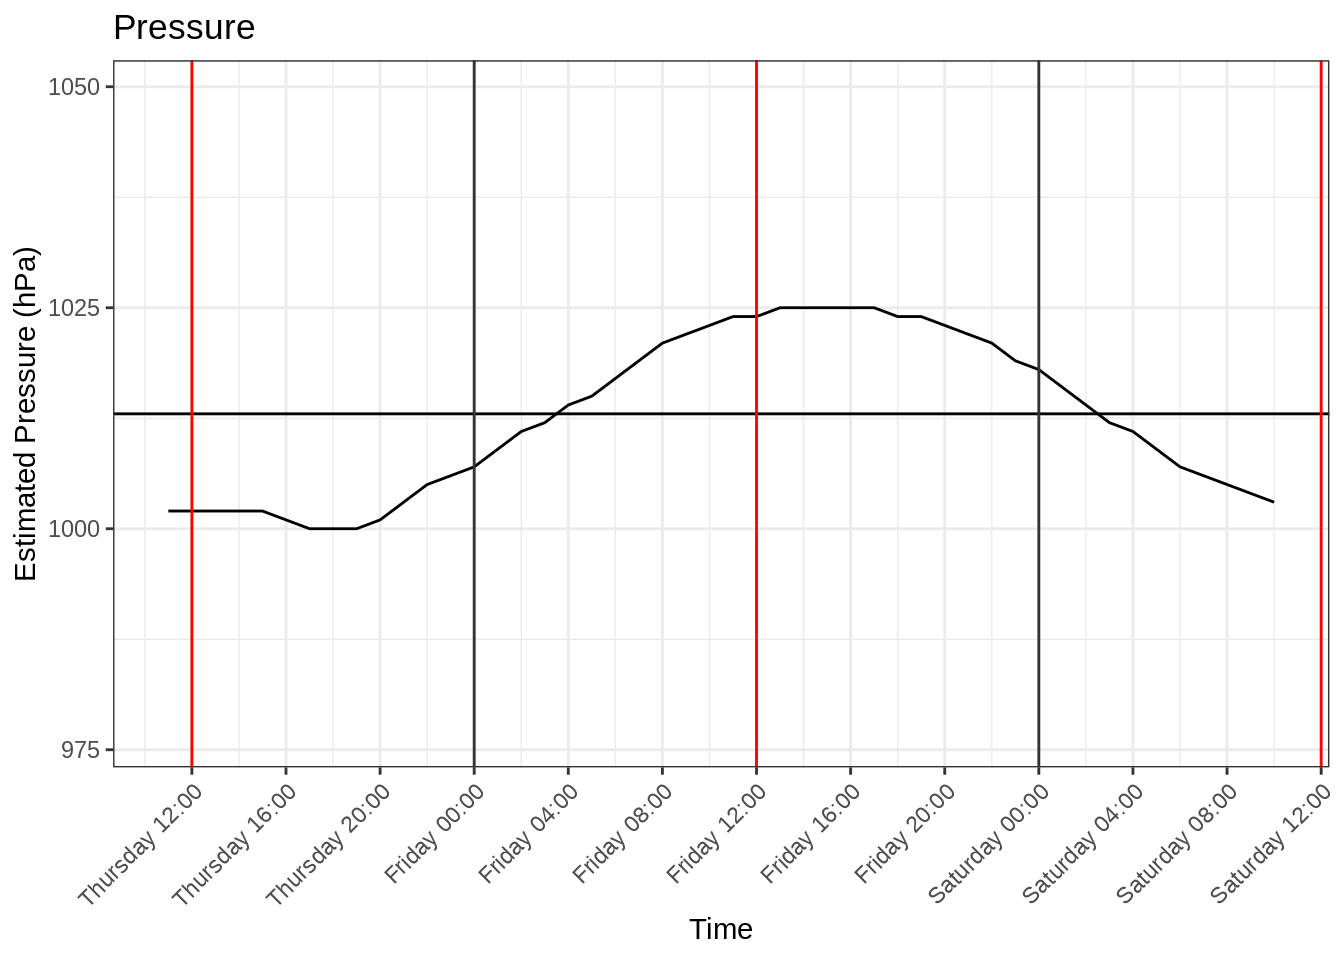 Pressure
Estimated Pressure (hPa)
1050
1025
1000
975
Thursday 12:00
Thursday 16:00
Thursday 20:00
Friday 00:00
Friday 04:00
Friday 08:00
Friday 12:00
Friday 16:00
Friday 20:00
Saturday 00:00
Saturday 04:00
Saturday 08:00
Saturday 12:00
Time